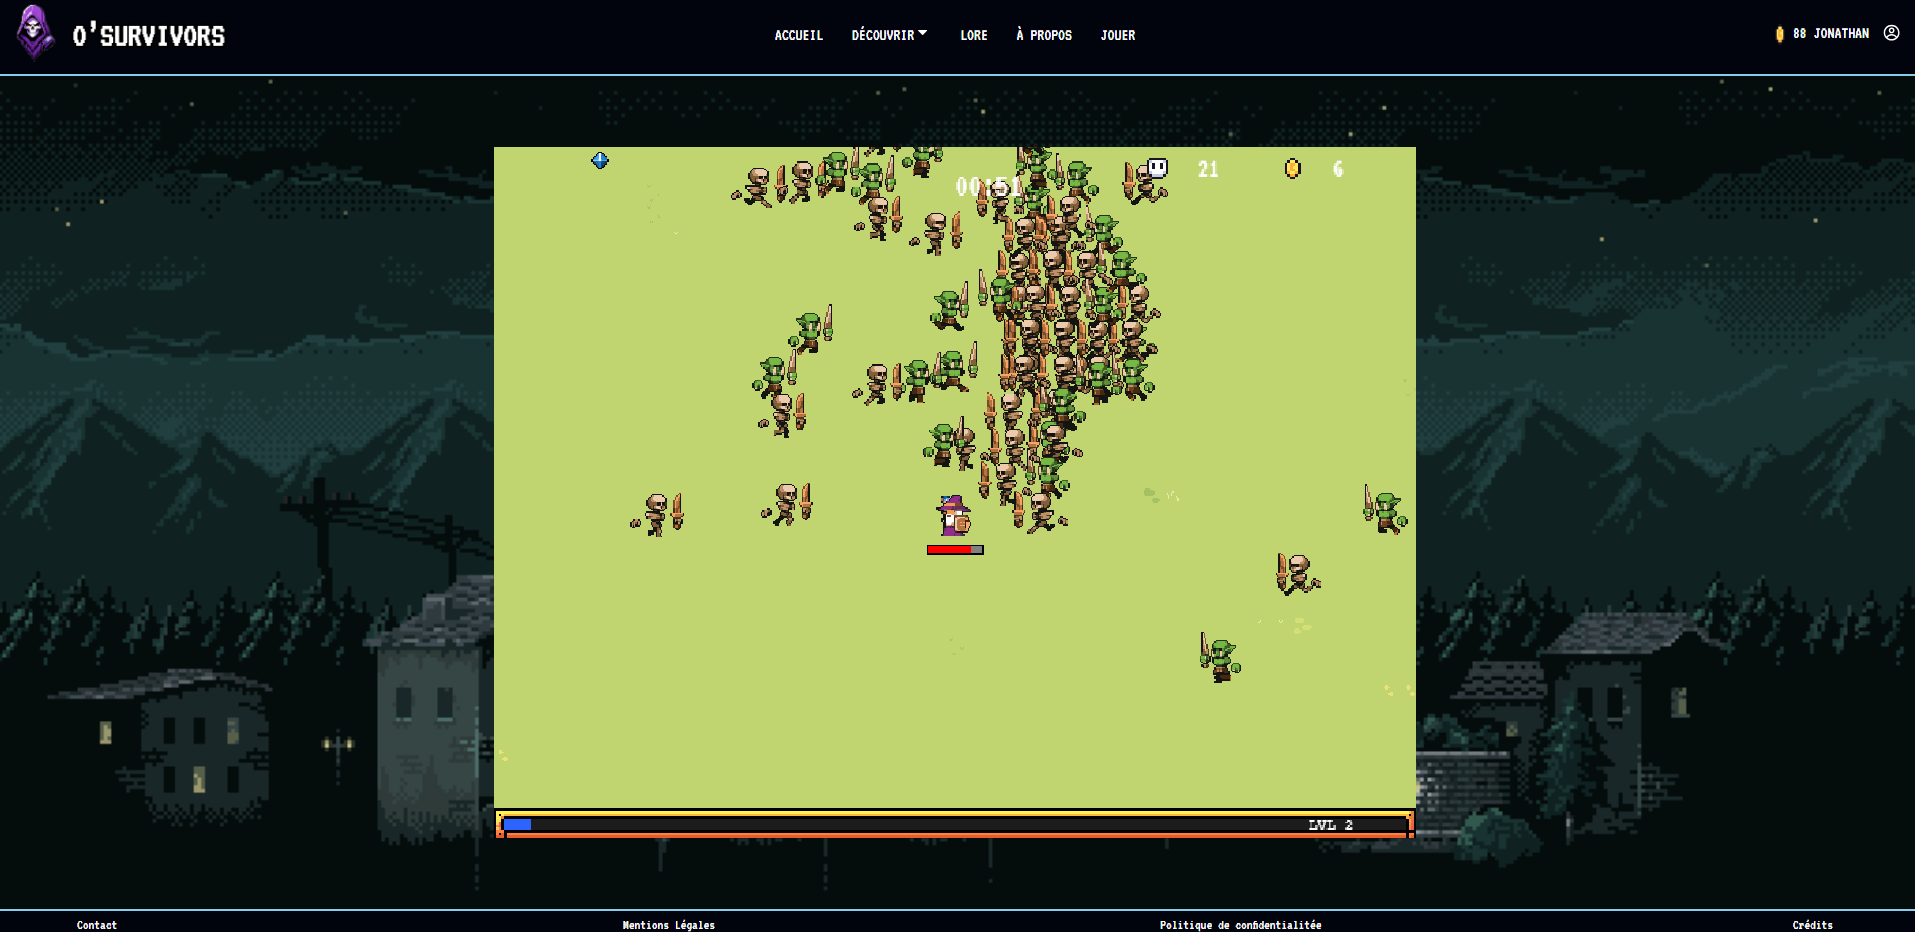 O'SURVIVORS
ACCUEIL DÉCOUVRIR LORE À PROPOS JOUER
88 JONATHAN
21 6
00:51
LVL 2
Contact Mentions Légales Politique de confidentialitée Crédits